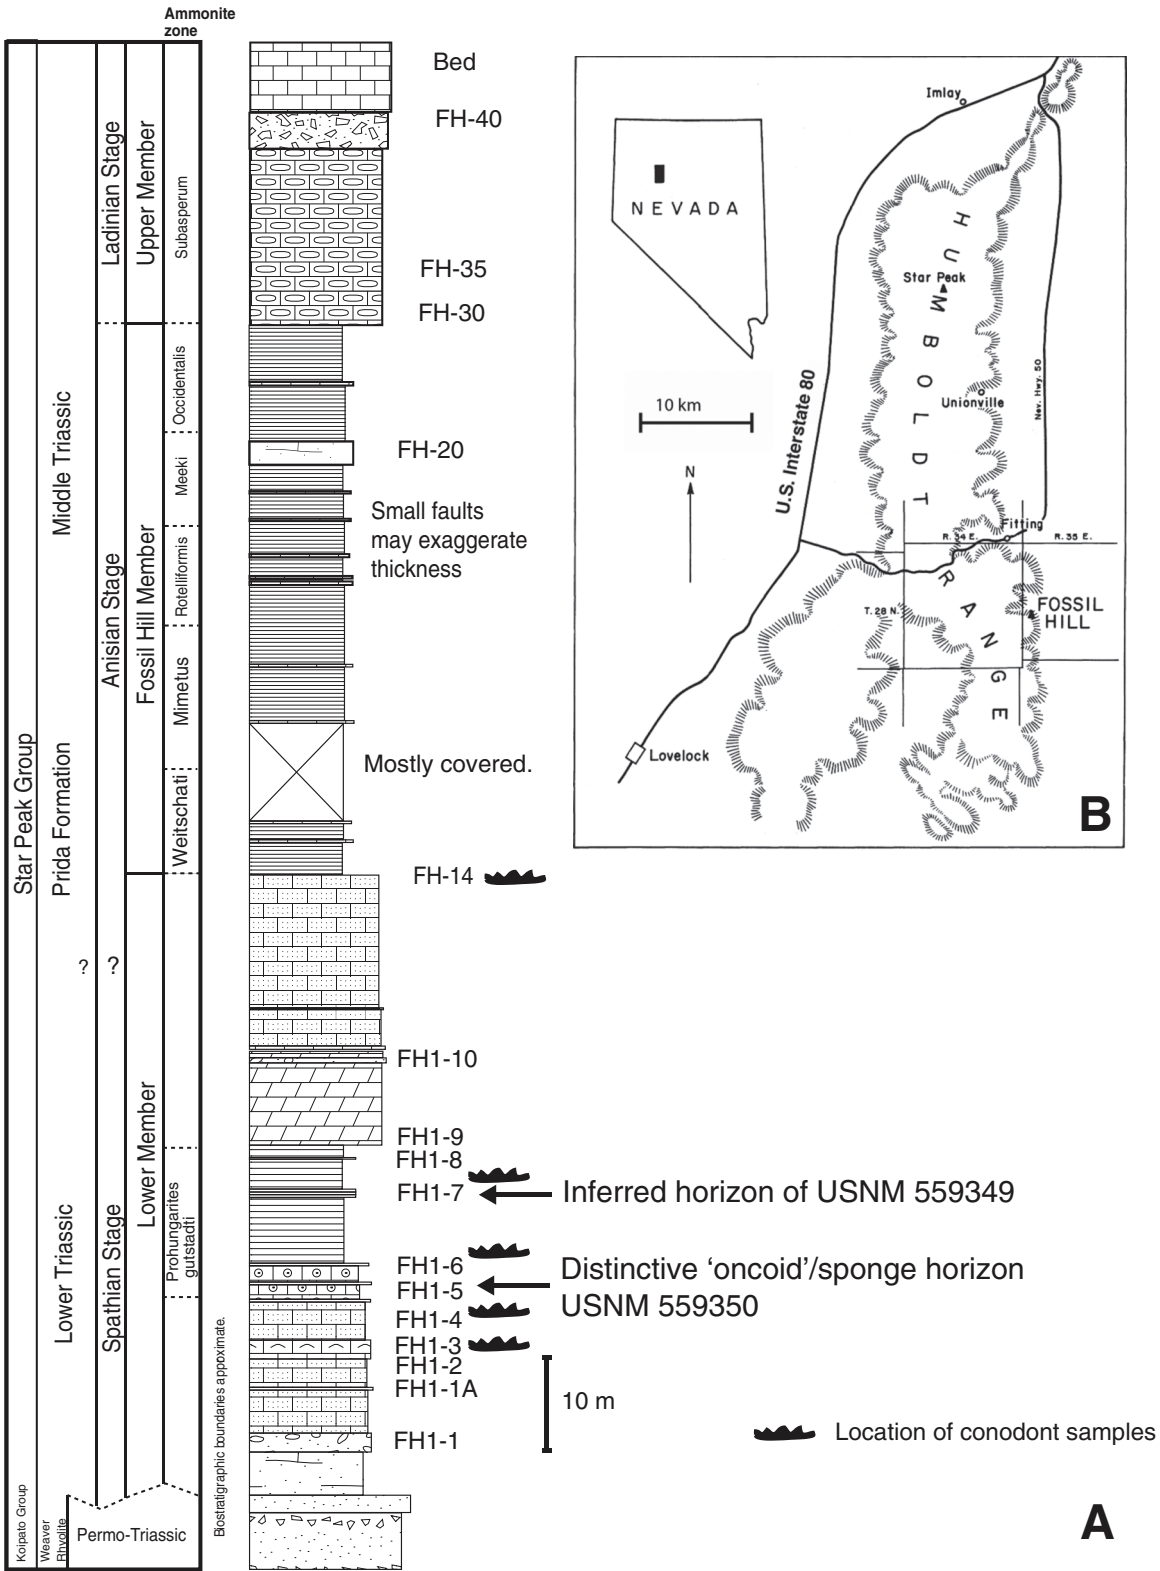 Ammonite
zone
Star Peak Group
Koipato Group
Middle Triassic
Prida Formation
?
Lower Triassic
Weaver
Rhyolite
Ladinian Stage
Anisian Stage
?
Spathian Stage
Permo-Triassic
Upper Member
Fossil Hill Member
Lower Member
Subasperum
Occidentalis
Meeki
Rotelliformis
Mimetus
Weitschati
Prohungarites
gutstadti
Biostratigraphic boundaries appoximate.
Bed
FH-40
FH-35
FH-30
FH-20
Small faults
may exaggerate
thickness
Mostly covered.
FH-14
FH1-10
FH1-9
FH1-8
FH1-7
Inferred horizon of USNM 559349
FH1-6
FH1-5
Distinctive ‘oncoid’/sponge horizon
USNM 559350
FH1-4
FH1-3
FH1-2
FH1-1A
FH1-1
10 m
Location of conodont samples
A
NEVADA
10 km
N
Imlay
HUMBOLDT
Star Peak
Unionville
U.S. Interstate 80
Nev. Hwy. 50
Fitting
R. 34 E.
R. 35 E.
T. 28 N.
RANGE
FOSSIL
HILL
Lovelock
B